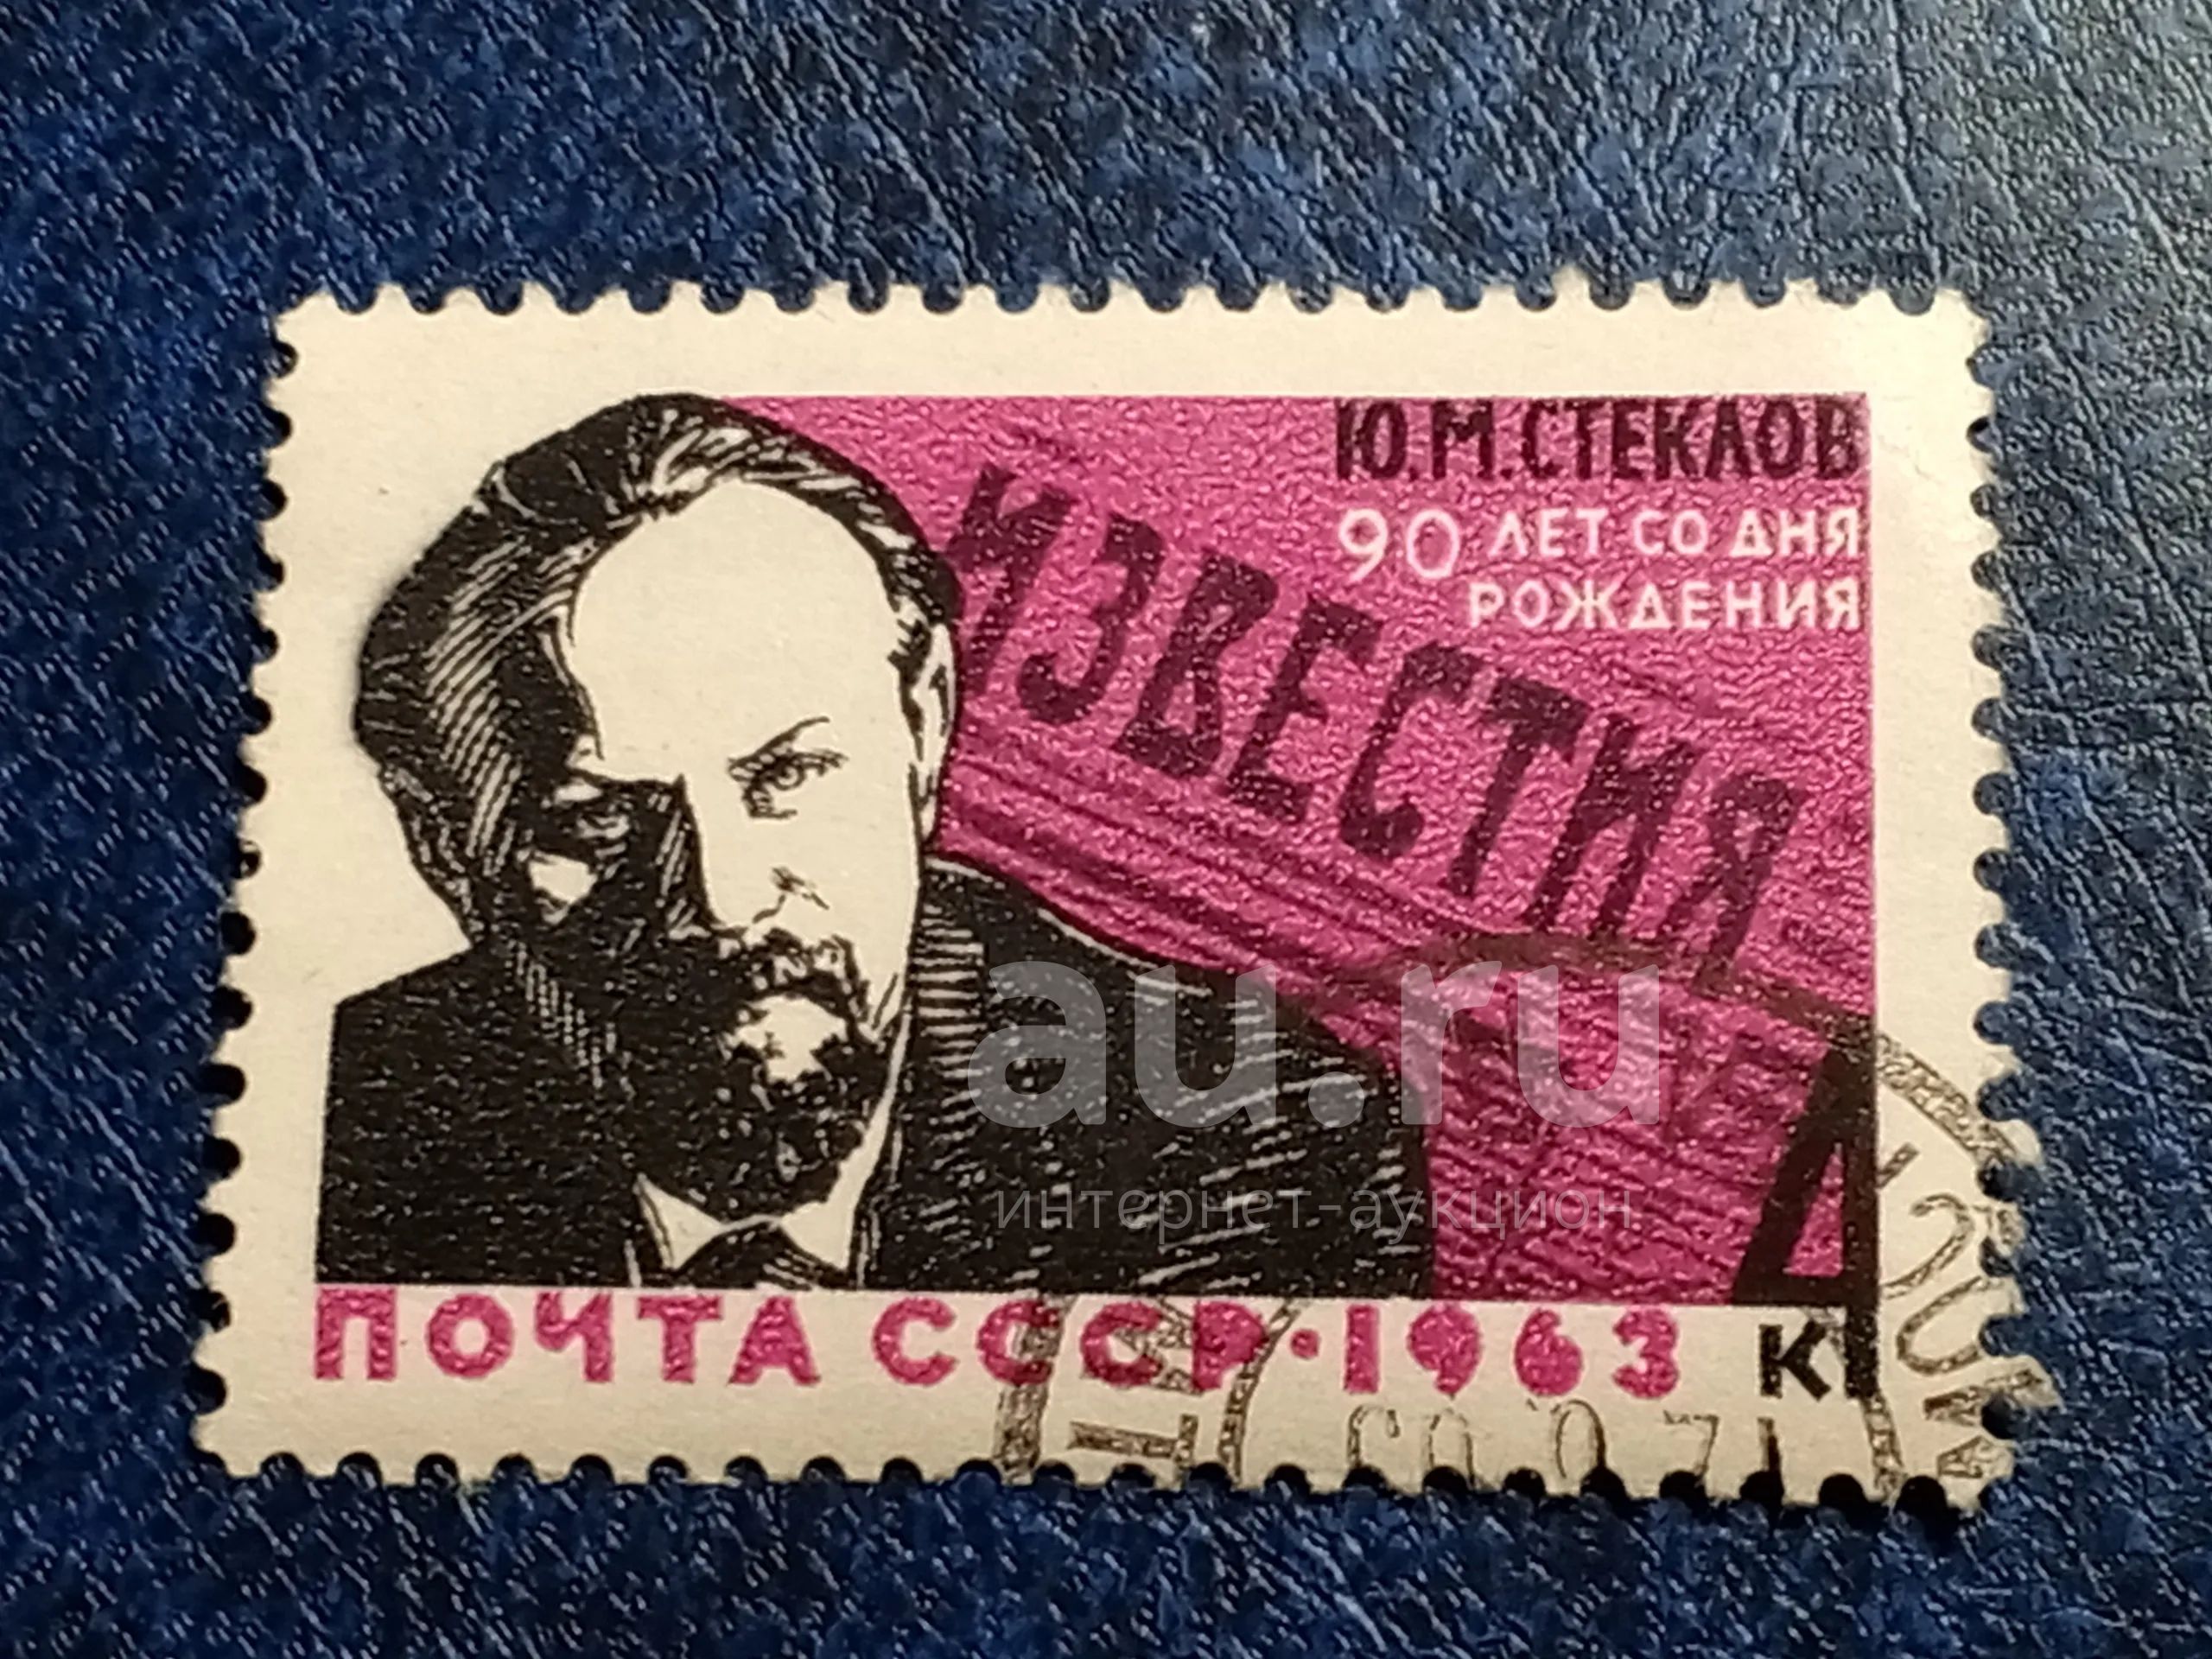 Ю.М.СТЕКЛОВ
90 ЛЕТ СО ДНЯ
РОЖДЕНИЯ
ИЗВЕСТИЯ
au.ru
интернет-аукцион
4
ПОЧТА СССР·1963 К